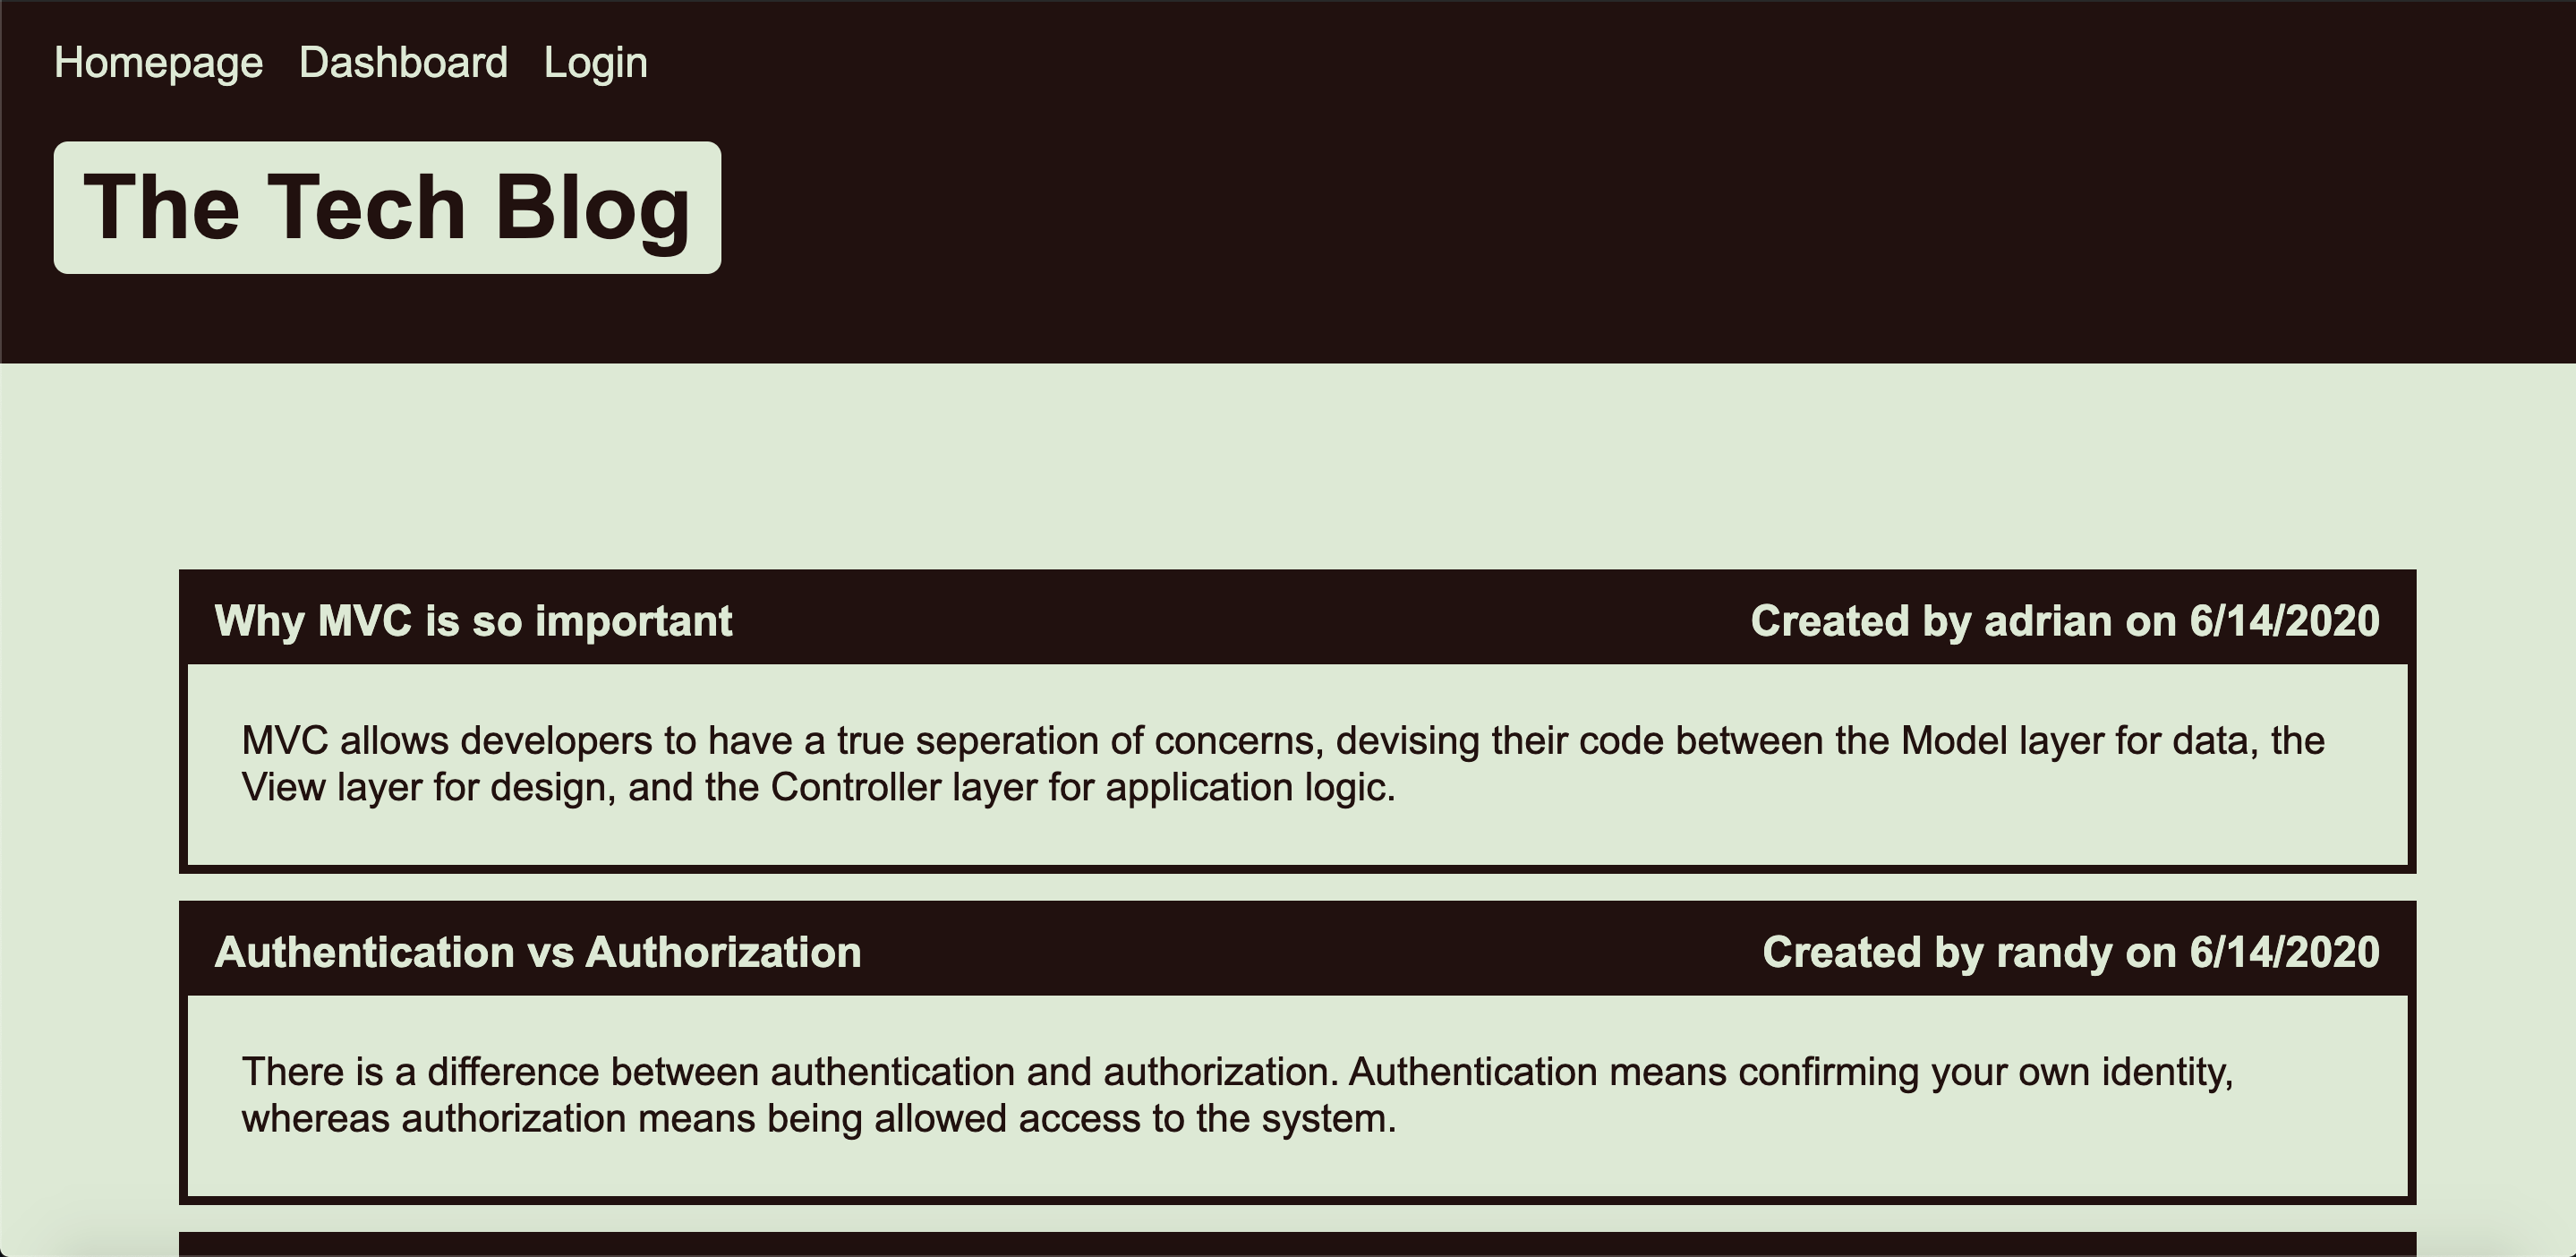 Homepage Dashboard Login
The Tech Blog
Why MVC is so important Created by adrian on 6/14/2020
MVC allows developers to have a true seperation of concerns, devising their code between the Model layer for data, the
View layer for design, and the Controller layer for application logic.
Authentication vs Authorization Created by randy on 6/14/2020
There is a difference between authentication and authorization. Authentication means confirming your own identity,
whereas authorization means being allowed access to the system.